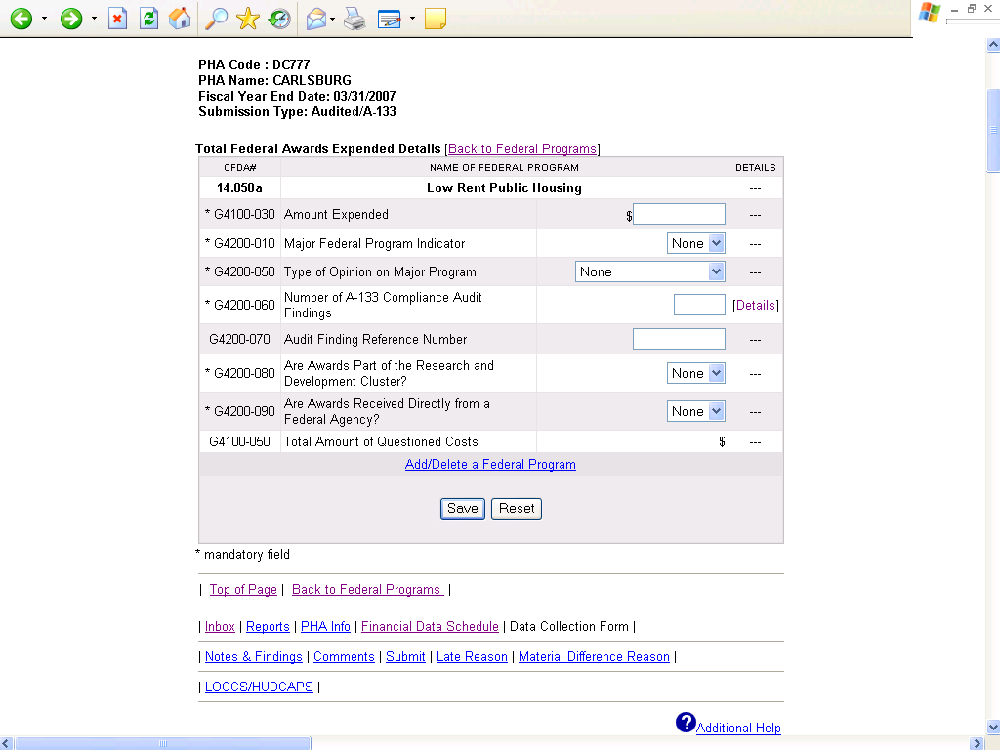 PHA Code : DC777
PHA Name: CARLSBURG
Fiscal Year End Date: 03/31/2007
Submission Type: Audited/A-133
Total Federal Awards Expended Details [Back to Federal Programs]
CFDA# NAME OF FEDERAL PROGRAM DETAILS
14.850a Low Rent Public Housing ---
* G4100-030 Amount Expended $ ---
* G4200-010 Major Federal Program Indicator None ---
* G4200-050 Type of Opinion on Major Program None ---
* G4200-060 Number of A-133 Compliance Audit
Findings [Details]
G4200-070 Audit Finding Reference Number ---
* G4200-080 Are Awards Part of the Research and
Development Cluster? None ---
* G4200-090 Are Awards Received Directly from a
Federal Agency? None ---
G4100-050 Total Amount of Questioned Costs $ ---
Add/Delete a Federal Program
Save Reset
* mandatory field
| Top of Page | Back to Federal Programs |
| Inbox | Reports | PHA Info | Financial Data Schedule | Data Collection Form |
| Notes & Findings | Comments | Submit | Late Reason | Material Difference Reason |
| LOCCS/HUDCAPS |
? Additional Help